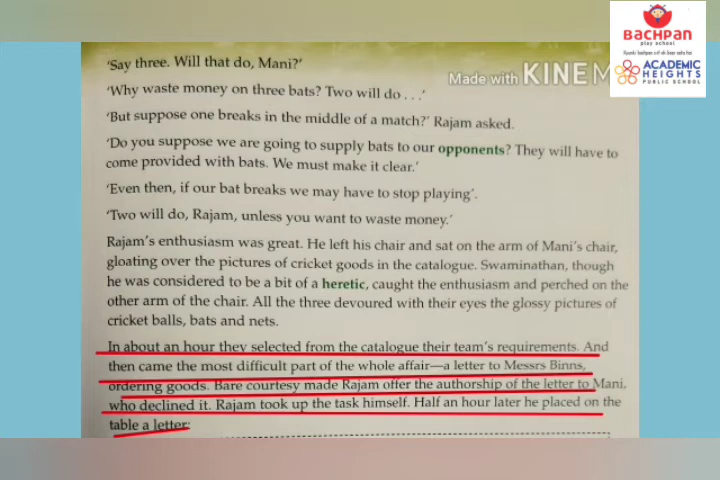 BACHPAN
play school
ACADEMIC
HEIGHTS
PUBLIC SCHOOL
Made with KINEM
'Say three. Will that do, Mani?'
'Why waste money on three bats? Two will do . . .'
'But suppose one breaks in the middle of a match?' Rajam asked.
'Do you suppose we are going to supply bats to our opponents? They will have to
come provided with bats. We must make it clear.'
'Even then, if our bat breaks we may have to stop playing'.
'Two will do, Rajam, unless you want to waste money.'
Rajam's enthusiasm was great. He left his chair and sat on the arm of Mani's chair,
gloating over the pictures of cricket goods in the catalogue. Swaminathan, though
he was considered to be a bit of a heretic, caught the enthusiasm and perched on the
other arm of the chair. All the three devoured with their eyes the glossy pictures of
cricket balls, bats and nets.
In about an hour they selected from the catalogue their team's requirements. And
then came the most difficult part of the whole affair—a letter to Messrs Binns,
ordering goods. Bare courtesy made Rajam offer the authorship of the letter to Mani,
who declined it. Rajam took up the task himself. Half an hour later he placed on the
table a letter: